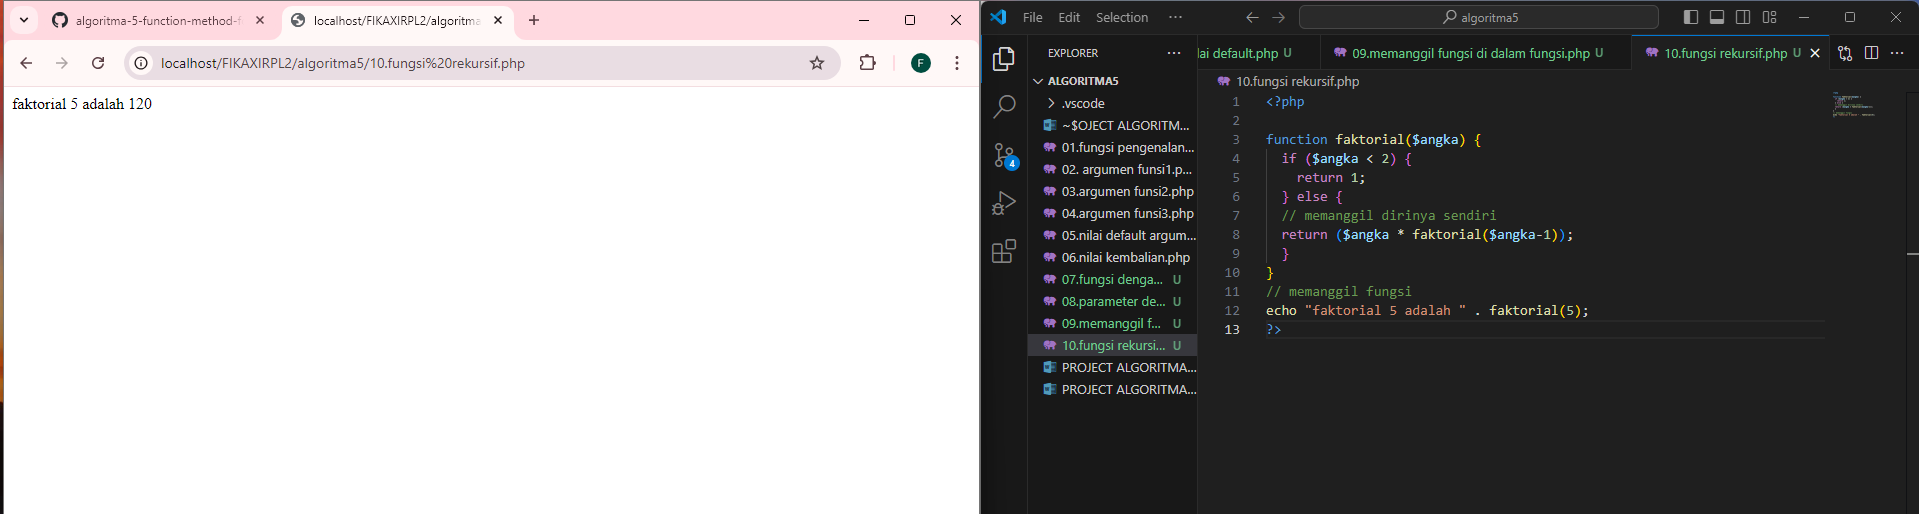 algoritma-5-function-method-f
localhost/FIKAXIRPL2/algoritma
localhost/FIKAXIRPL2/algoritma5/10.fungsi%20rekursif.php
F
faktorial 5 adalah 120
File Edit Selection ···
algoritma5
EXPLORER ···
lai default.php U
09.memanggil fungsi di dalam fungsi.php U
10.fungsi rekursif.php U
ALGORITMA5
.vscode
~$OJECT ALGORITM...
01.fungsi pengenalan...
02. argumen funsi1.p...
03.argumen funsi2.php
04.argumen funsi3.php
05.nilai default argum...
06.nilai kembalian.php
07.fungsi denga... U
08.parameter de... U
09.memanggil f... U
10.fungsi rekursi... U
PROJECT ALGORITMA...
PROJECT ALGORITMA...
4
10.fungsi rekursif.php
1 <?php
2
3 function faktorial($angka) {
4 if ($angka < 2) {
5 return 1;
6 } else {
7 // memanggil dirinya sendiri
8 return ($angka * faktorial($angka-1));
9 }
10 }
11 // memanggil fungsi
12 echo "faktorial 5 adalah " . faktorial(5);
13 ?>